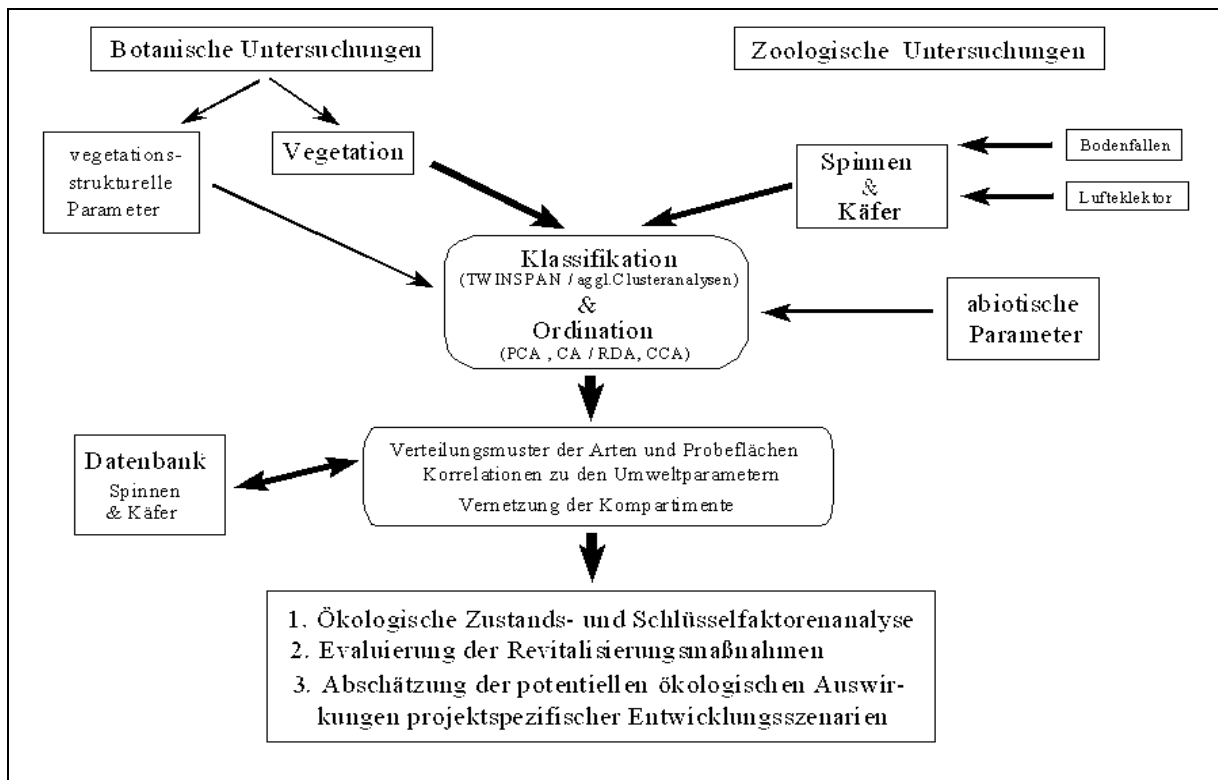 Botanische Untersuchungen
Zoologische Untersuchungen
vegetations-
strukturelle
Parameter
Vegetation
Spinnen
&
Käfer
Bodenfallen
Lufteklektor
Klassifikation
(TWINSPAN / aggl.Clusteranalysen)
&
Ordination
(PCA , CA / RDA, CCA)
abiotische
Parameter
Datenbank
Spinnen
& Käfer
Verteilungsmuster der Arten und Probeflächen
Korrelationen zu den Umweltparametern
Vernetzung der Kompartimente
1. Ökologische Zustands- und Schlüsselfaktorenanalyse
2. Evaluierung der Revitalisierungsmaßnahmen
3. Abschätzung der potentiellen ökologischen Auswir-
kungen projektspezifischer Entwicklungsszenarien